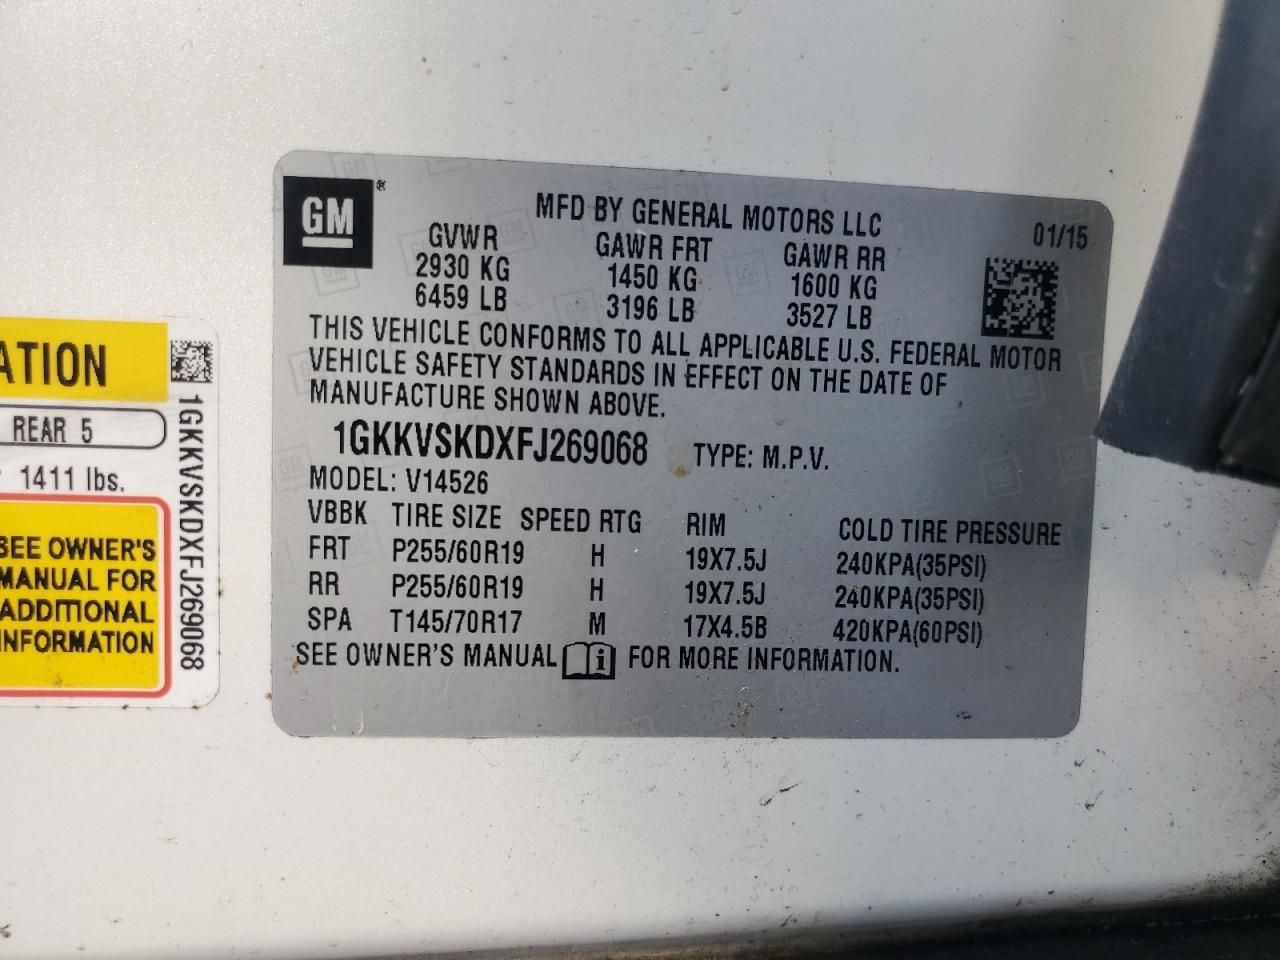 GM®
MFD BY GENERAL MOTORS LLC
01/15
GVWR GAWR FRT GAWR RR
2930 KG 1450 KG 1600 KG
6459 LB 3196 LB 3527 LB
THIS VEHICLE CONFORMS TO ALL APPLICABLE U.S. FEDERAL MOTOR
VEHICLE SAFETY STANDARDS IN EFFECT ON THE DATE OF
MANUFACTURE SHOWN ABOVE.
1GKKVSKDXFJ269068 TYPE: M.P.V.
MODEL: V14526
VBBK TIRE SIZE SPEED RTG RIM COLD TIRE PRESSURE
FRT P255/60R19 H 19X7.5J 240KPA(35PSI)
RR P255/60R19 H 19X7.5J 240KPA(35PSI)
SPA T145/70R17 M 17X4.5B 420KPA(60PSI)
SEE OWNER'S MANUAL i FOR MORE INFORMATION.
ATION
REAR 5
1411 lbs.
SEE OWNER'S
MANUAL FOR
ADDITIONAL
INFORMATION
1GKKVSKDXFJ269068